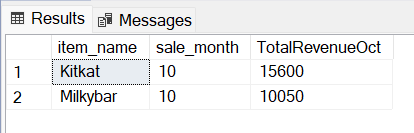 Results Messages
item_name sale_month TotalRevenueOct
1 Kitkat 10 15600
2 Milkybar 10 10050